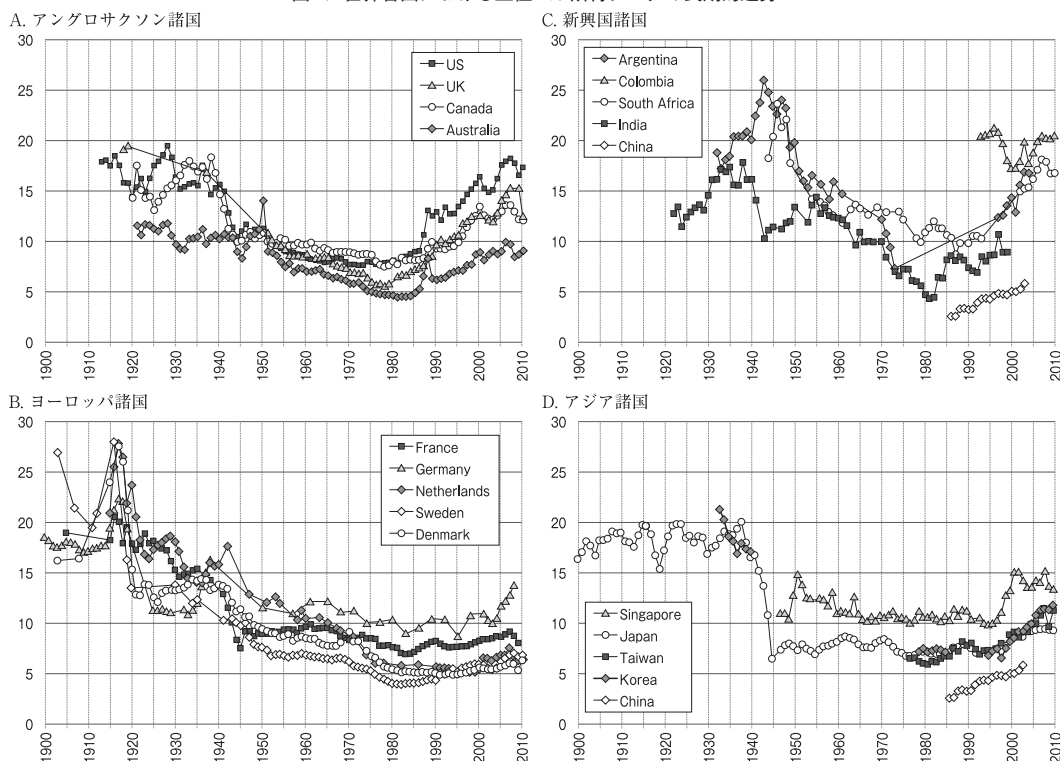 A. アングロサクソン諸国
30
25
20
15
10
5
0
US
UK
Canada
Australia
1900 1910 1920 1930 1940 1950 1960 1970 1980 1990 2000 2010
C. 新興国諸国
30
25
20
15
10
5
0
Argentina
Colombia
South Africa
India
China
1900 1910 1920 1930 1940 1950 1960 1970 1980 1990 2000 2010
B. ヨーロッパ諸国
30
25
20
15
10
5
0
France
Germany
Netherlands
Sweden
Denmark
1900 1910 1920 1930 1940 1950 1960 1970 1980 1990 2000 2010
D. アジア諸国
30
25
20
15
10
5
0
Singapore
Japan
Taiwan
Korea
China
1900 1910 1920 1930 1940 1950 1960 1970 1980 1990 2000 2010